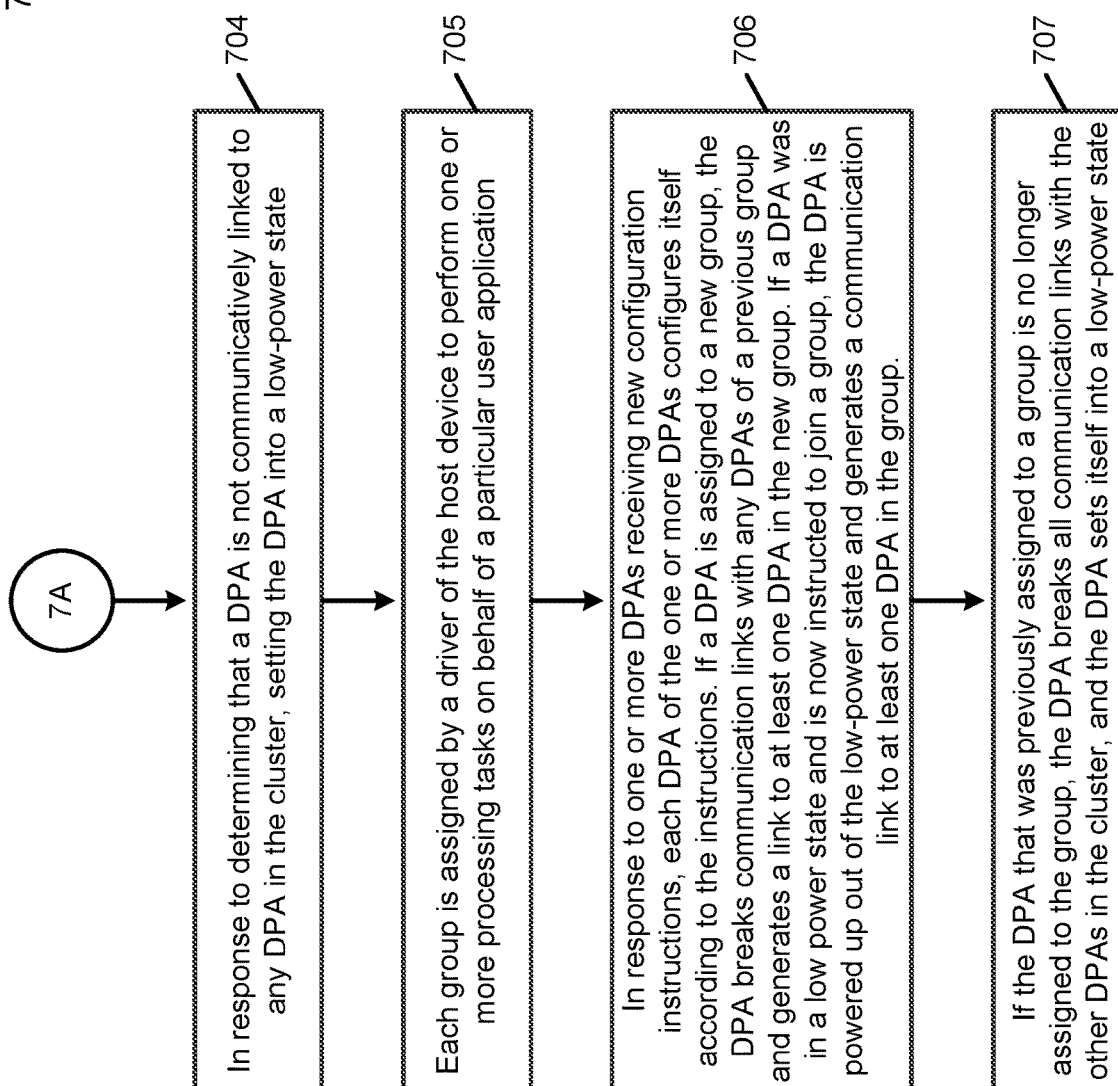 7A
704
In response to determining that a DPA is not communicatively linked to
any DPA in the cluster, setting the DPA into a low-power state
705
Each group is assigned by a driver of the host device to perform one or
more processing tasks on behalf of a particular user application
706
In response to one or more DPAs receiving new configuration
instructions, each DPA of the one or more DPAs configures itself
according to the instructions. If a DPA is assigned to a new group, the
DPA breaks communication links with any DPAs of a previous group
and generates a link to at least one DPA in the new group. If a DPA was
in a low power state and is now instructed to join a group, the DPA is
powered up out of the low-power state and generates a communication
link to at least one DPA in the group.
707
If the DPA that was previously assigned to a group is no longer
assigned to the group, the DPA breaks all communication links with the
other DPAs in the cluster, and the DPA sets itself into a low-power state